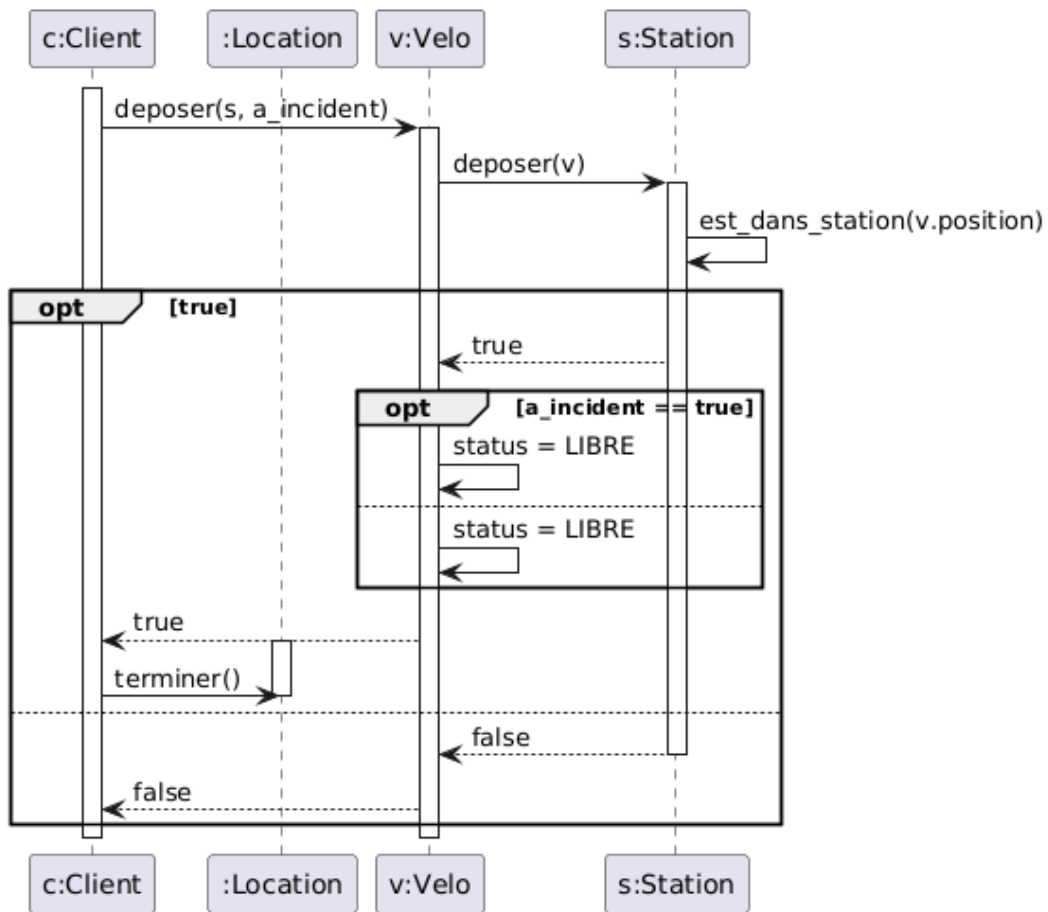 c:Client
:Location
v:Velo
s:Station
deposer(s, a_incident)
deposer(v)
est_dans_station(v.position)
opt [true]
true
opt [a_incident == true]
status = LIBRE
status = LIBRE
true
terminer()
false
false
c:Client
:Location
v:Velo
s:Station